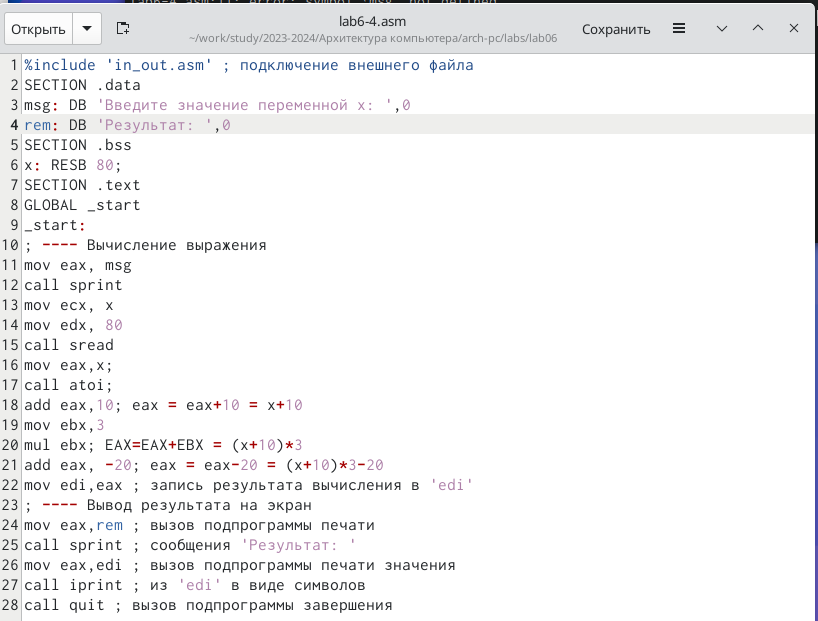 lab6-4.asm
Открыть
~/work/study/2023-2024/Архитектура компьютера/arch-pc/labs/lab06
Сохранить
1 %include 'in_out.asm' ; подключение внешнего файла
2 SECTION .data
3 msg: DB 'Введите значение переменной x: ',0
4 rem: DB 'Результат: ',0
5 SECTION .bss
6 x: RESB 80;
7 SECTION .text
8 GLOBAL _start
9 _start:
10 ; ---- Вычисление выражения
11 mov eax, msg
12 call sprint
13 mov ecx, x
14 mov edx, 80
15 call sread
16 mov eax,x;
17 call atoi;
18 add eax,10; eax = eax+10 = x+10
19 mov ebx,3
20 mul ebx; EAX=EAX+EBX = (x+10)*3
21 add eax, -20; eax = eax-20 = (x+10)*3-20
22 mov edi,eax ; запись результата вычисления в 'edi'
23 ; ---- Вывод результата на экран
24 mov eax,rem ; вызов подпрограммы печати
25 call sprint ; сообщения 'Результат: '
26 mov eax,edi ; вызов подпрограммы печати значения
27 call iprint ; из 'edi' в виде символов
28 call quit ; вызов подпрограммы завершения